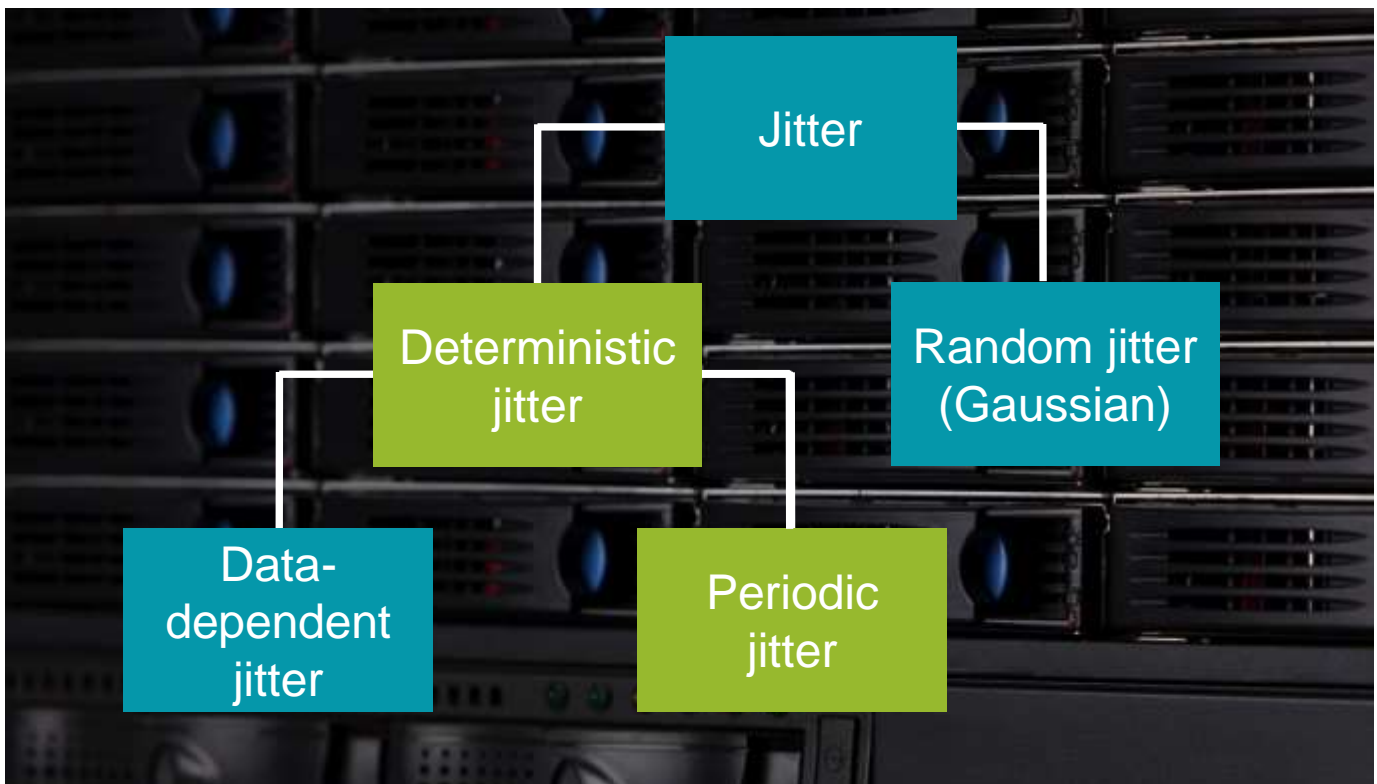 Jitter
Deterministic
jitter
Random jitter
(Gaussian)
Data-
dependent
jitter
Periodic
jitter